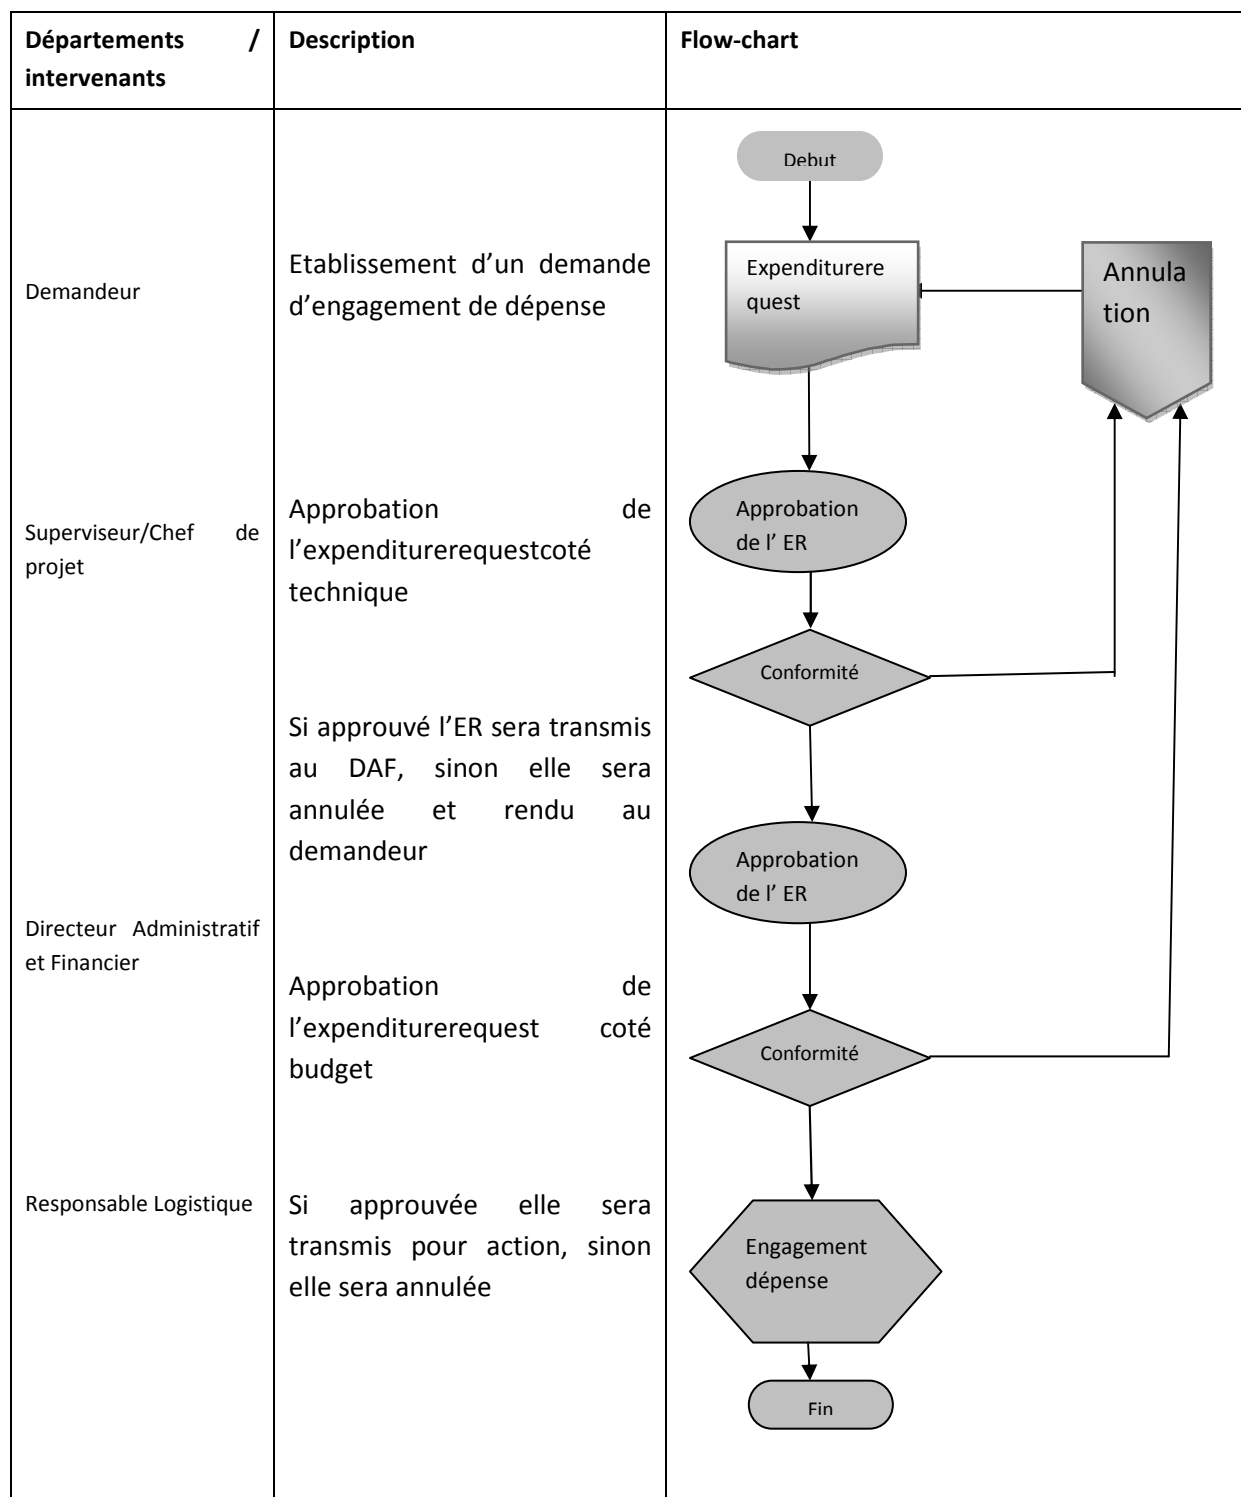 Départements /
intervenants
Description
Flow-chart
Debut
Demandeur
Etablissement d’un demande
d’engagement de dépense
Expenditurere
quest
Annula
tion
Superviseur/Chef de
projet
Approbation de
l’expenditurerequestcoté
technique
Approbation
de l’ ER
Conformité
Si approuvé l’ER sera transmis
au DAF, sinon elle sera
annulée et rendu au
demandeur
Approbation
de l’ ER
Directeur Administratif
et Financier
Approbation de
l’expenditurerequest coté
budget
Conformité
Responsable Logistique
Si approuvée elle sera
transmis pour action, sinon
elle sera annulée
Engagement
dépense
Fin